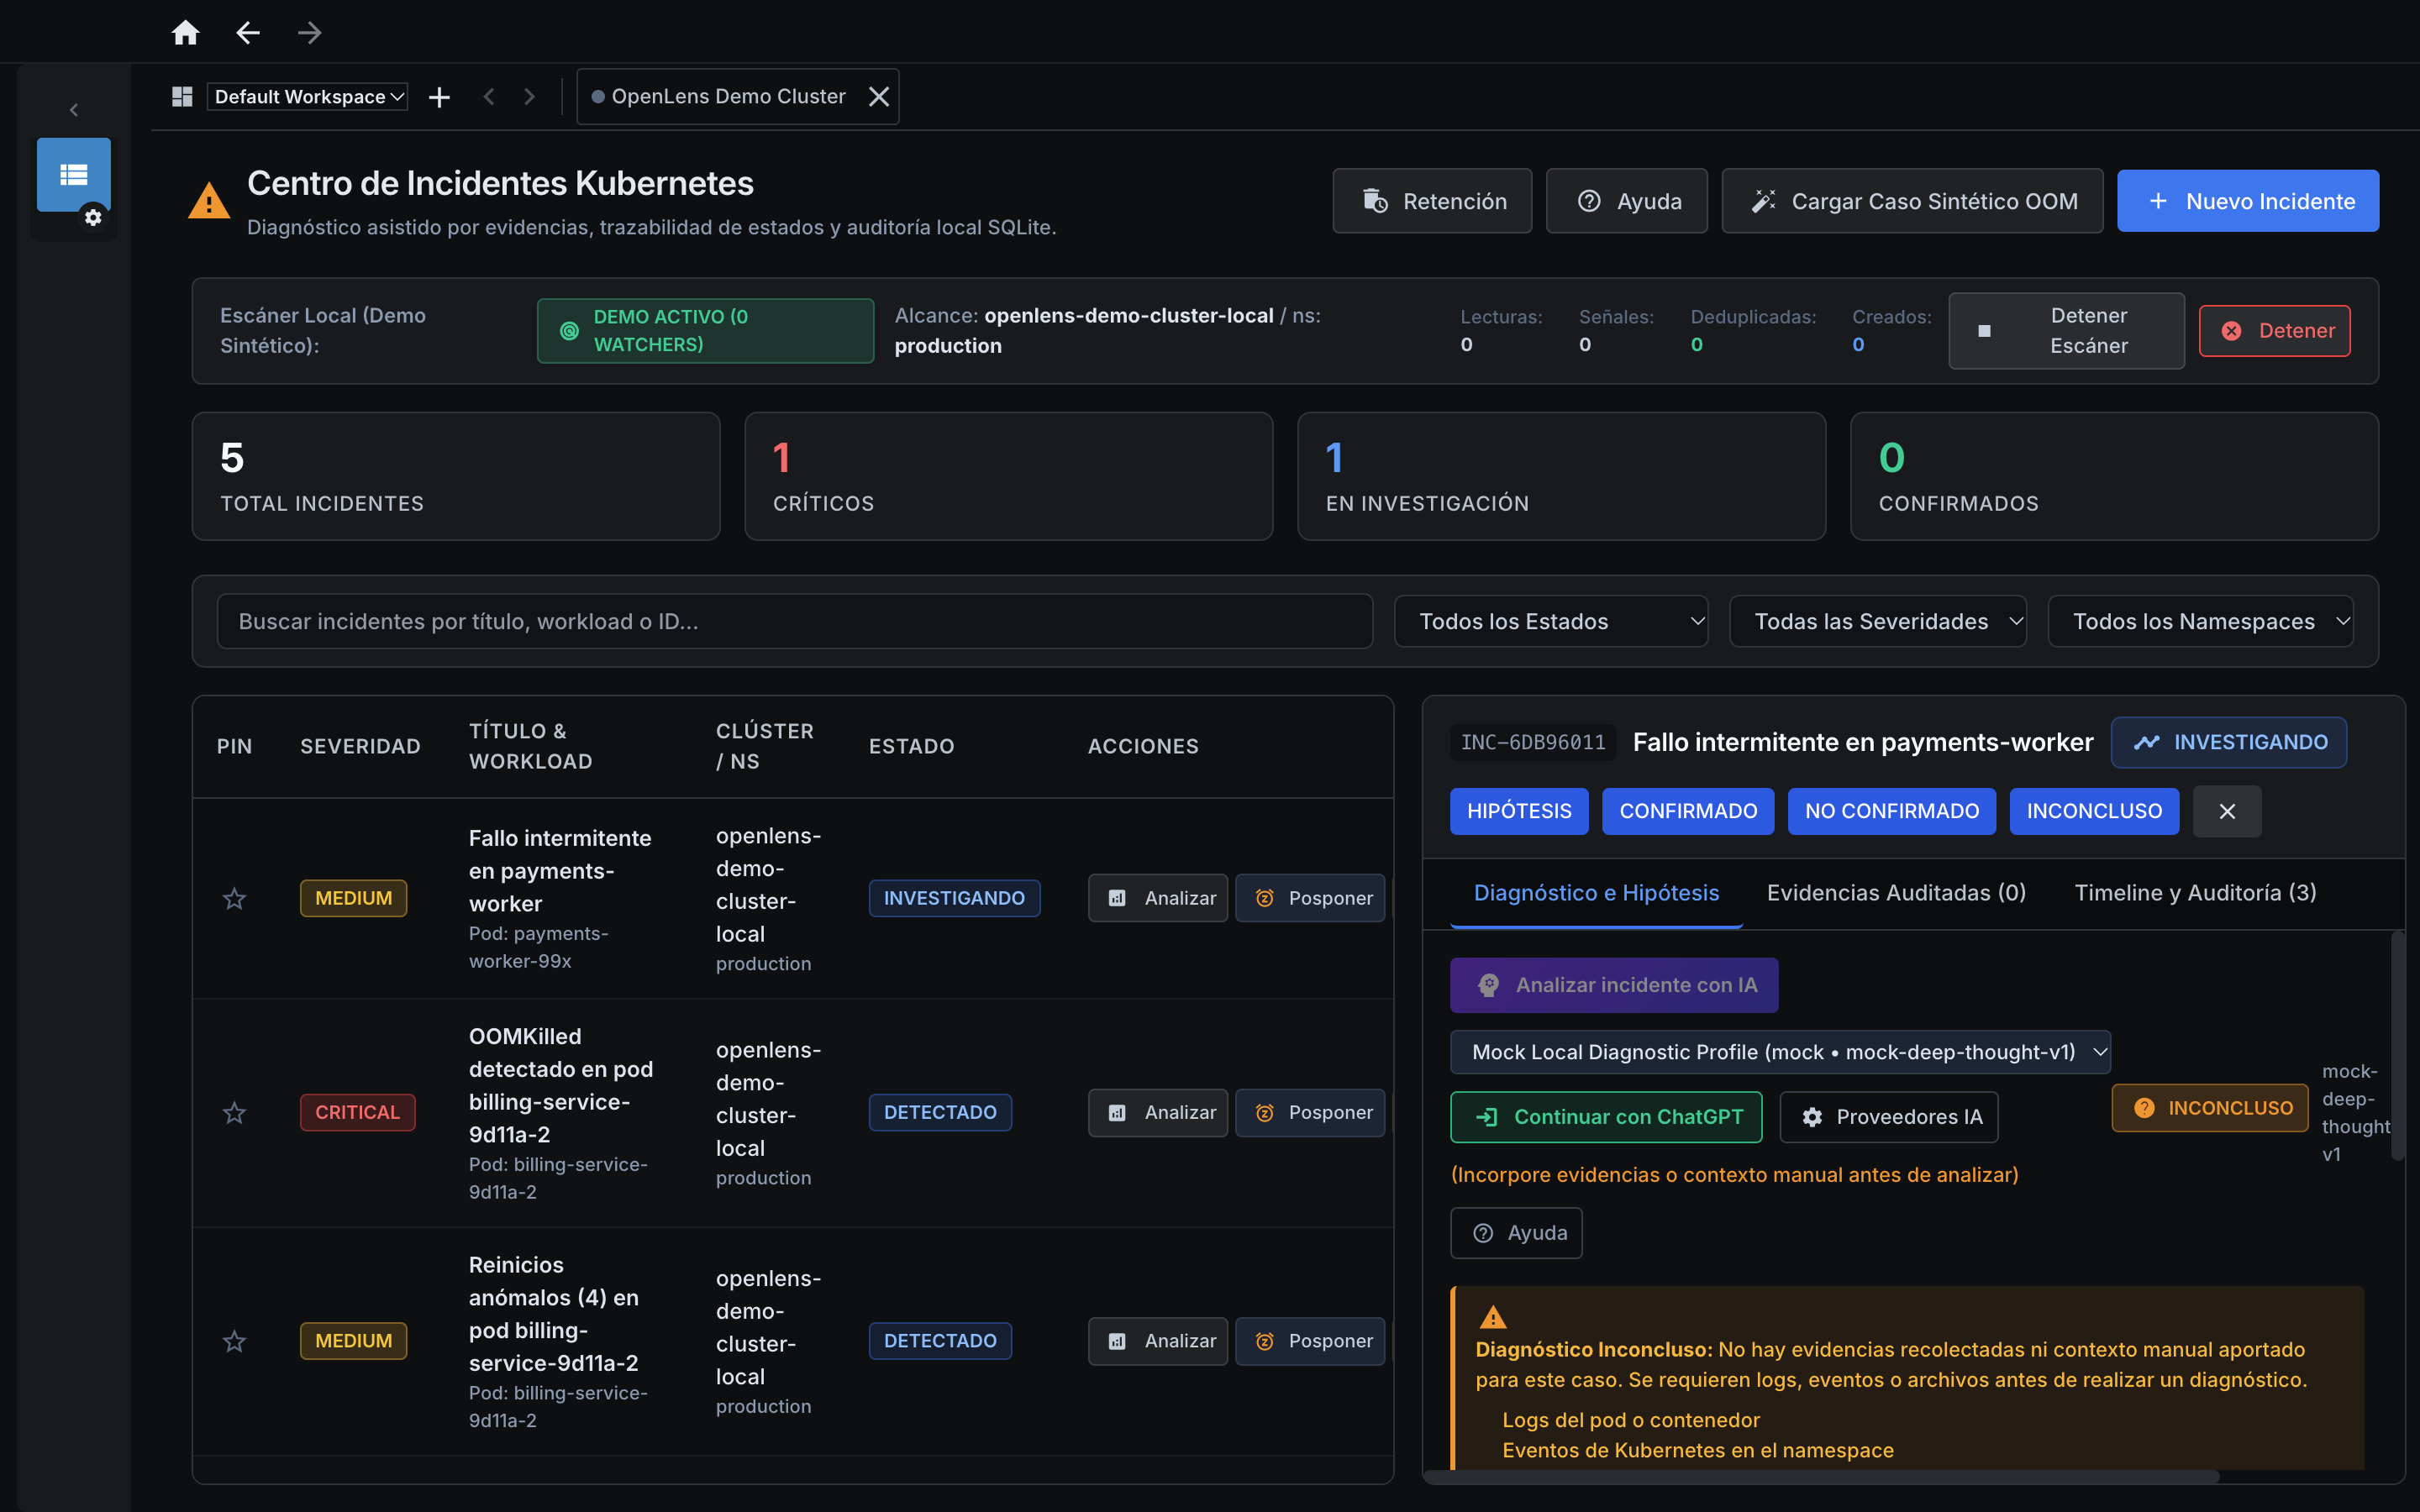 Default Workspace
OpenLens Demo Cluster
Centro de Incidentes Kubernetes
Diagnóstico asistido por evidencias, trazabilidad de estados y auditoría local SQLite.
Retención
Ayuda
Cargar Caso Sintético OOM
Nuevo Incidente
Escáner Local (Demo
Sintético):
DEMO ACTIVO (0
WATCHERS)
Alcance: openlens-demo-cluster-local / ns:
production
Lecturas:
0
Señales:
0
Deduplicadas:
0
Creados:
0
Detener
Escáner
Detener
5
TOTAL INCIDENTES
1
CRÍTICOS
1
EN INVESTIGACIÓN
0
CONFIRMADOS
Buscar incidentes por título, workload o ID...
Todos los Estados
Todas las Severidades
Todos los Namespaces
PIN
SEVERIDAD
TÍTULO &
WORKLOAD
CLÚSTER
/ NS
ESTADO
ACCIONES
MEDIUM
Fallo intermitente
en payments-
worker
Pod: payments-
worker-99x
openlens-
demo-
cluster-
local
production
INVESTIGANDO
Analizar
Posponer
CRITICAL
OOMKilled
detectado en pod
billing-service-
9d11a-2
Pod: billing-service-
9d11a-2
openlens-
demo-
cluster-
local
production
DETECTADO
Analizar
Posponer
MEDIUM
Reinicios
anómalos (4) en
pod billing-
service-9d11a-2
Pod: billing-service-
9d11a-2
openlens-
demo-
cluster-
local
production
DETECTADO
Analizar
Posponer
INC-6DB96011
Fallo intermitente en payments-worker
INVESTIGANDO
HIPÓTESIS
CONFIRMADO
NO CONFIRMADO
INCONCLUSO
Diagnóstico e Hipótesis
Evidencias Auditadas (0)
Timeline y Auditoría (3)
Analizar incidente con IA
Mock Local Diagnostic Profile (mock • mock-deep-thought-v1)
Continuar con ChatGPT
Proveedores IA
(Incorpore evidencias o contexto manual antes de analizar)
Ayuda
INCONCLUSO
mock-
deep-
thought
v1
Diagnóstico Inconcluso: No hay evidencias recolectadas ni contexto manual aportado
para este caso. Se requieren logs, eventos o archivos antes de realizar un diagnóstico.
Logs del pod o contenedor
Eventos de Kubernetes en el namespace